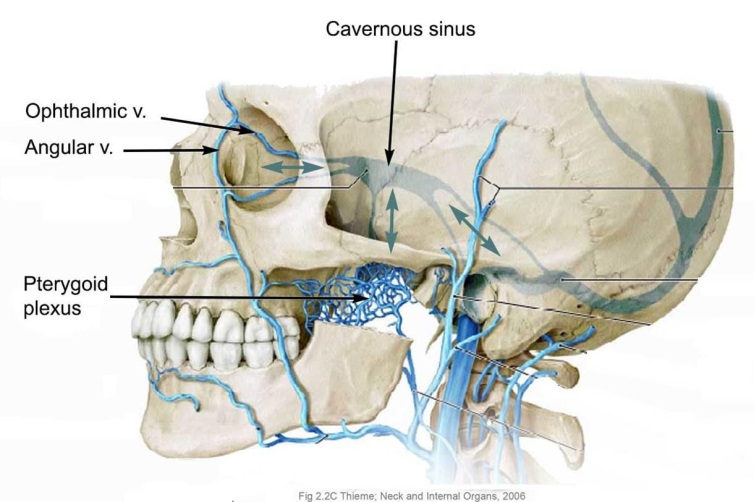 Cavernous sinus
Ophthalmic v.
Angular v.
Pterygoid
plexus
Fig 2.2C Thieme; Neck and Internal Organs, 2006